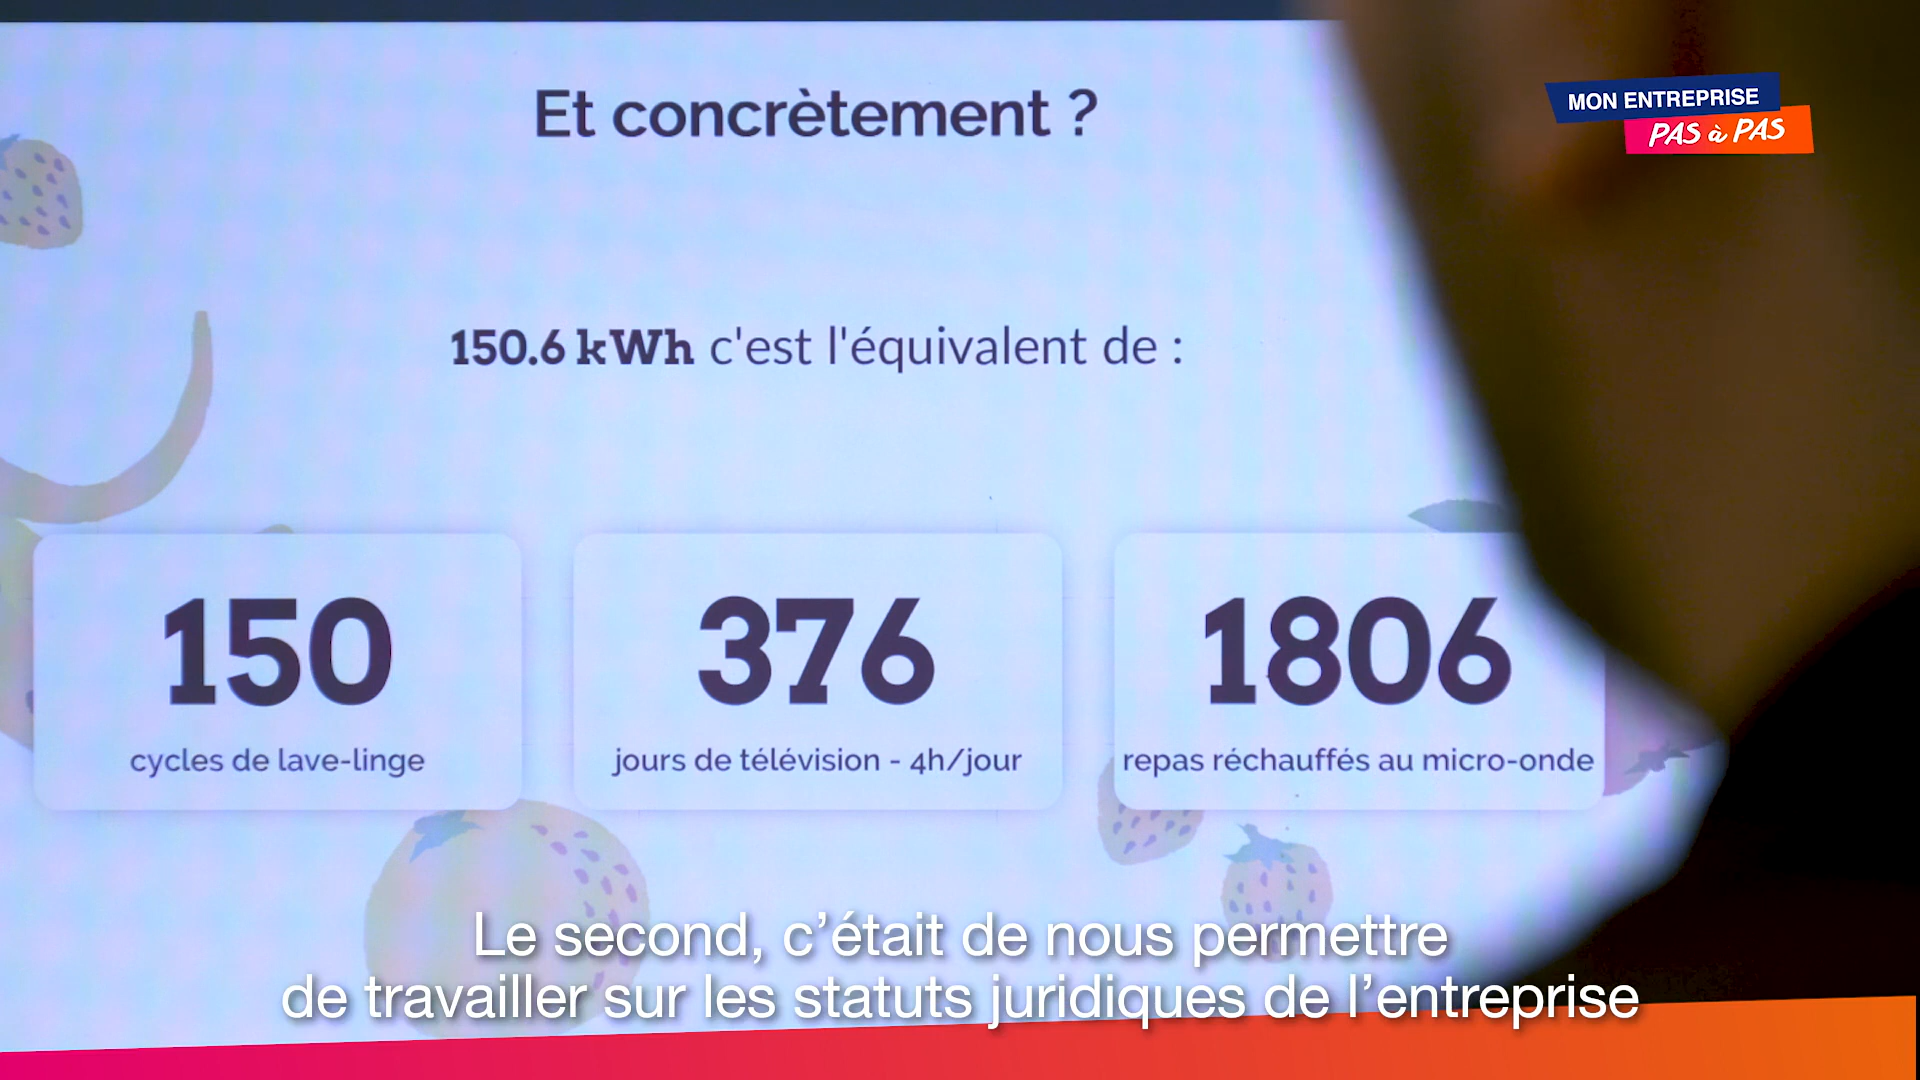 Et concrètement ?
MON ENTREPRISE
PAS à PAS
150.6 kWh c'est l'équivalent de :
150
cycles de lave-linge
376
jours de télévision - 4h/jour
1806
repas réchauffés au micro-onde
Le second, c’était de nous permettre
de travailler sur les statuts juridiques de l’entreprise